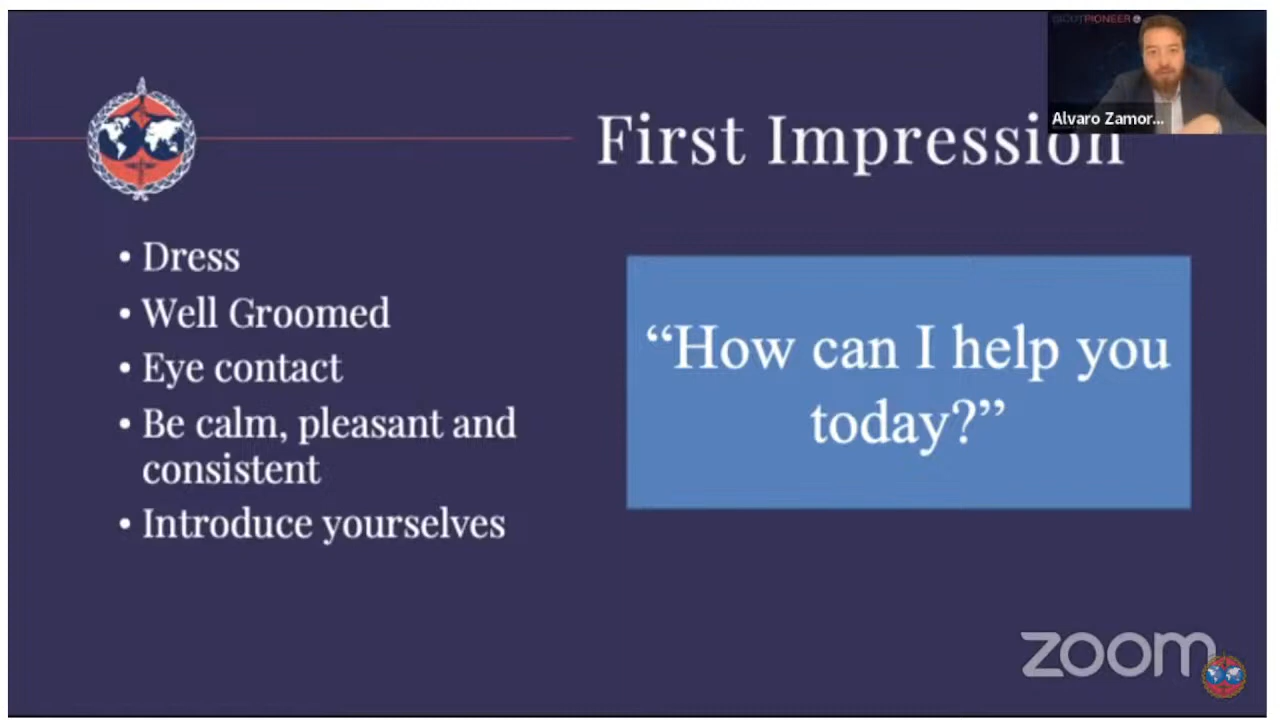 PIONEER
Alvaro Zamor...
First Impression
• Dress
• Well Groomed
• Eye contact
• Be calm, pleasant and
consistent
• Introduce yourselves
“How can I help you
today?”
zoom